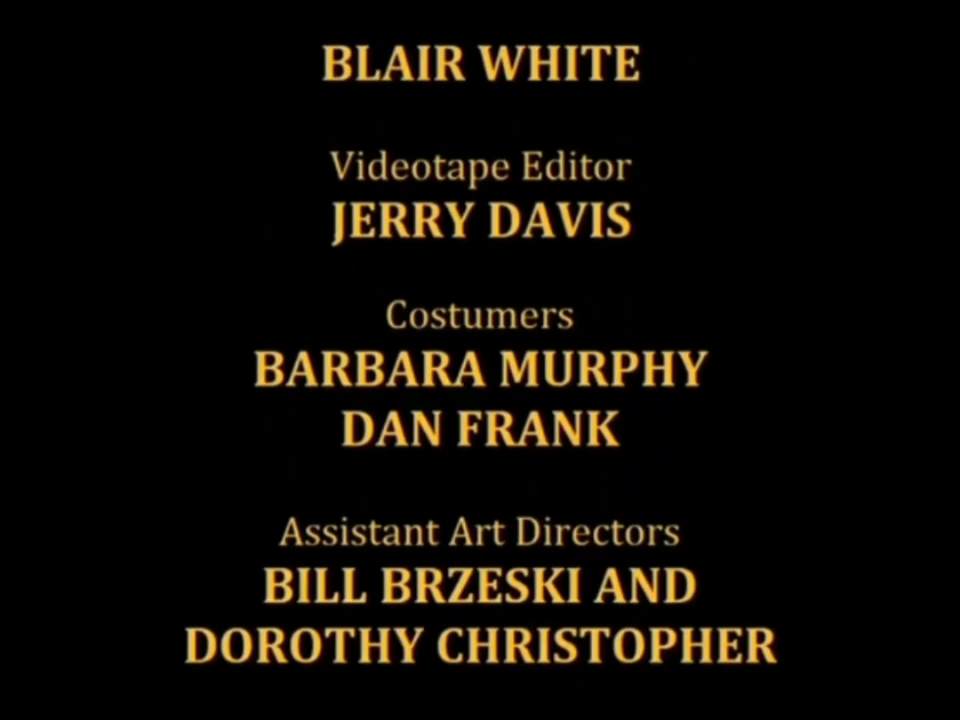 BLAIR WHITE
Videotape Editor
JERRY DAVIS
Costumers
BARBARA MURPHY
DAN FRANK
Assistant Art Directors
BILL BRZESKI AND
DOROTHY CHRISTOPHER